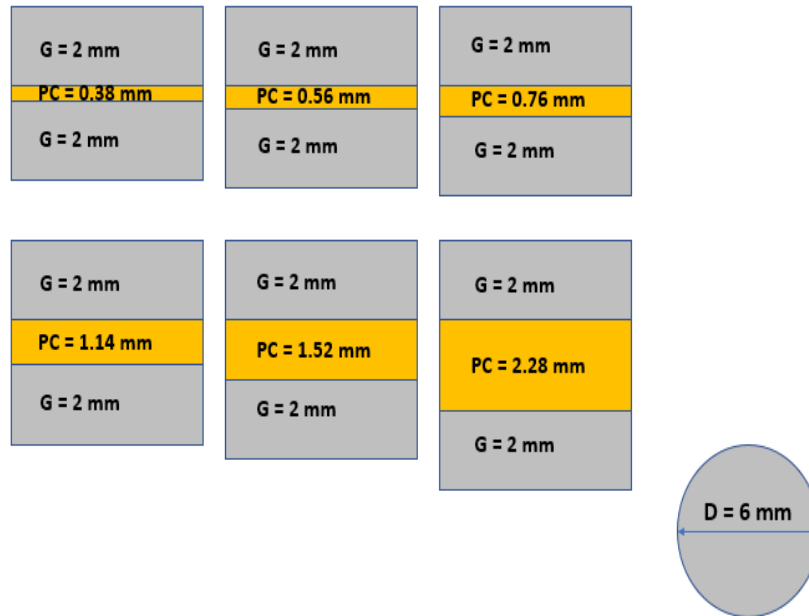 G = 2 mm
PC = 0.38 mm
G = 2 mm
G = 2 mm
PC = 0.56 mm
G = 2 mm
G = 2 mm
PC = 0.76 mm
G = 2 mm
G = 2 mm
PC = 1.14 mm
G = 2 mm
G = 2 mm
PC = 1.52 mm
G = 2 mm
G = 2 mm
PC = 2.28 mm
G = 2 mm
D = 6 mm